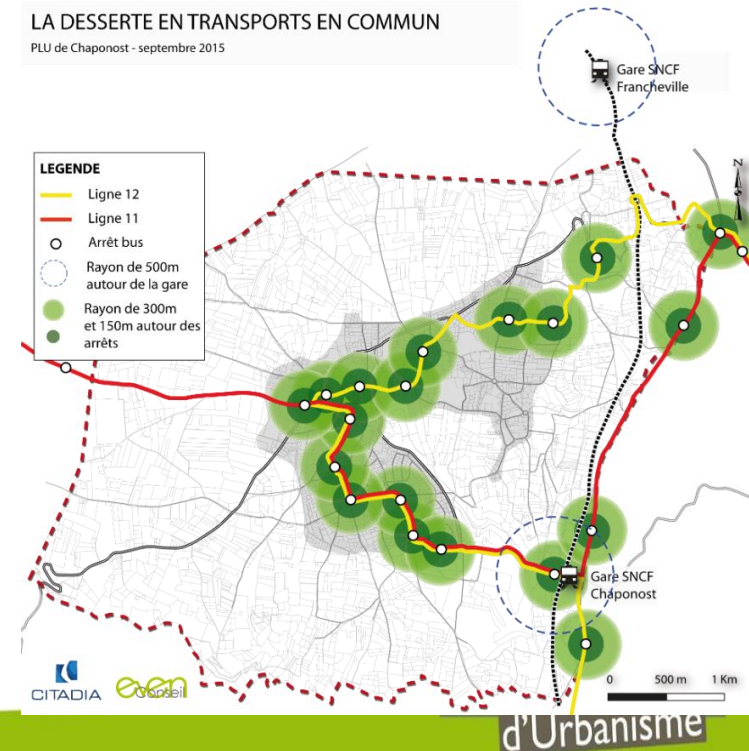 LA DESSERTE EN TRANSPORTS EN COMMUN
PLU de Chaponost - septembre 2015
Gare SNCF
Francheville
LEGENDE
Ligne 12
Ligne 11
Arrêt bus
Rayon de 500m
autour de la gare
Rayon de 300m
et 150m autour des
arrêts
N
Gare SNCF
Chaponost
CITADIA
even
Conseil
0 500 m 1 Km
d'Urbanisme